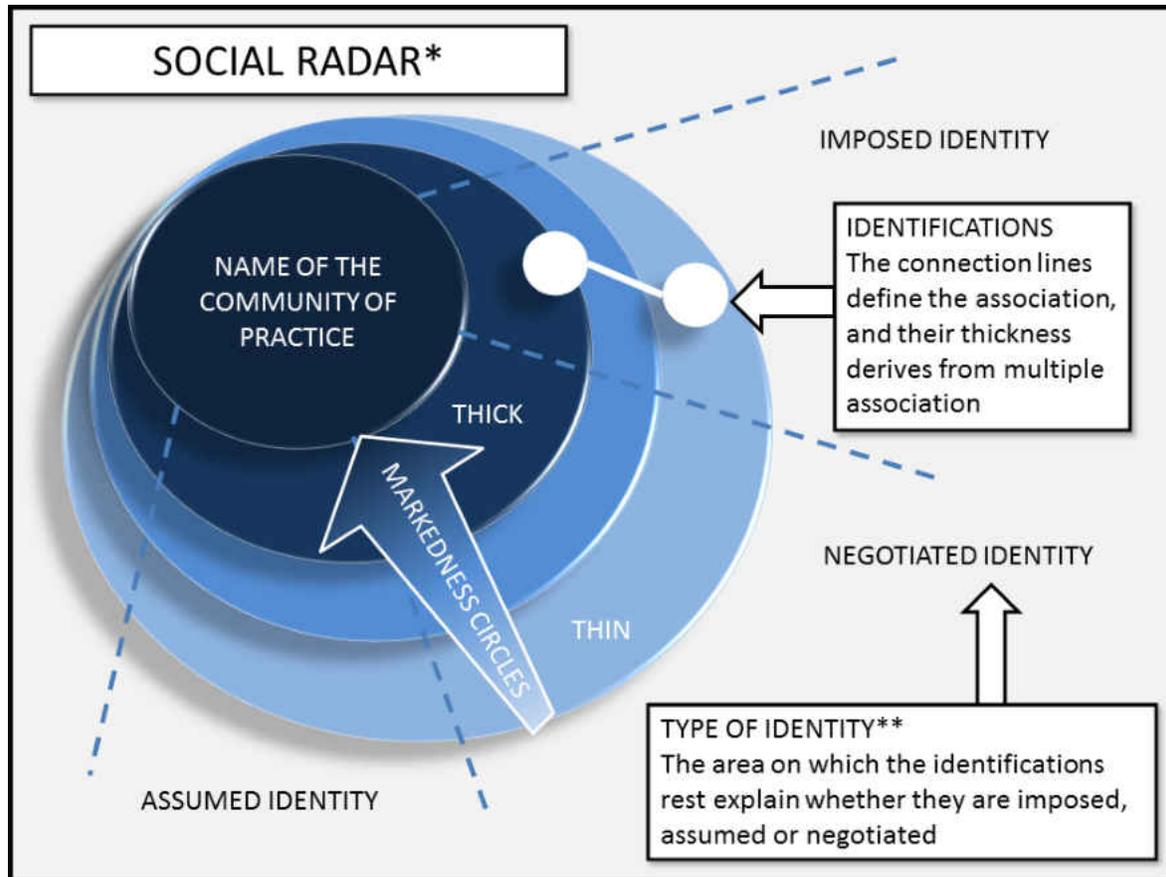 SOCIAL RADAR*
IMPOSED IDENTITY
IDENTIFICATIONS
The connection lines
define the association,
and their thickness
derives from multiple
association
NAME OF THE
COMMUNITY OF
PRACTICE
THICK
MARKEDNESS CIRCLES
THIN
NEGOTIATED IDENTITY
TYPE OF IDENTITY**
The area on which the identifications
rest explain whether they are imposed,
assumed or negotiated
ASSUMED IDENTITY